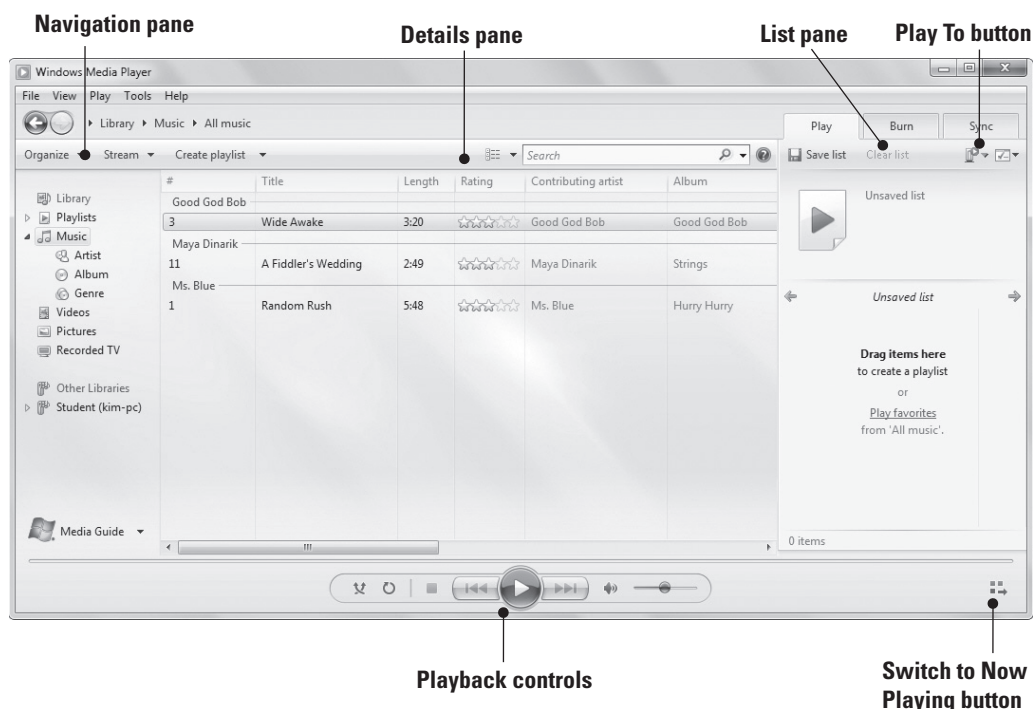 Navigation pane
Details pane
List pane
Play To button
Windows Media Player
File View Play Tools Help
Library Music All music
Play Burn Sync
Organize Stream Create playlist Search Save list Clear list
# Title Length Rating Contributing artist Album
Library
Playlists
Music
Artist
Album
Genre
Videos
Pictures
Recorded TV
Other Libraries
Student (kim-pc)
Media Guide
Good God Bob
3 Wide Awake 3:20 Good God Bob Good God Bob
Maya Dinarik
11 A Fiddler's Wedding 2:49 Maya Dinarik Strings
Ms. Blue
1 Random Rush 5:48 Ms. Blue Hurry Hurry
Unsaved list
Unsaved list
Drag items here
to create a playlist
or
Play favorites
from 'All music'.
0 items
Playback controls
Switch to Now
Playing button